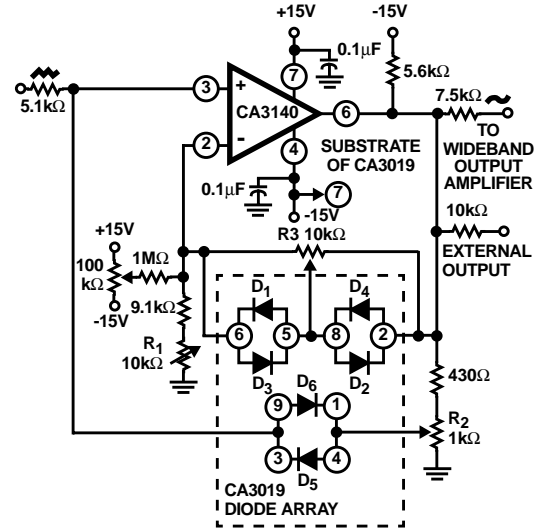 +15V
-15V
0.1μF
5.6kΩ
7.5kΩ
5.1kΩ
3
+
7
CA3140
6
2
-
4
SUBSTRATE
OF CA3019
TO
WIDEBAND
OUTPUT
AMPLIFIER
0.1μF
7
-15V
10kΩ
EXTERNAL
OUTPUT
+15V
1MΩ
100
kΩ
-15V
R3 10kΩ
9.1kΩ
R1
10kΩ
D1
D4
6
5
8
2
D3
D2
D6
9
1
3
4
D5
430Ω
R2
1kΩ
CA3019
DIODE ARRAY